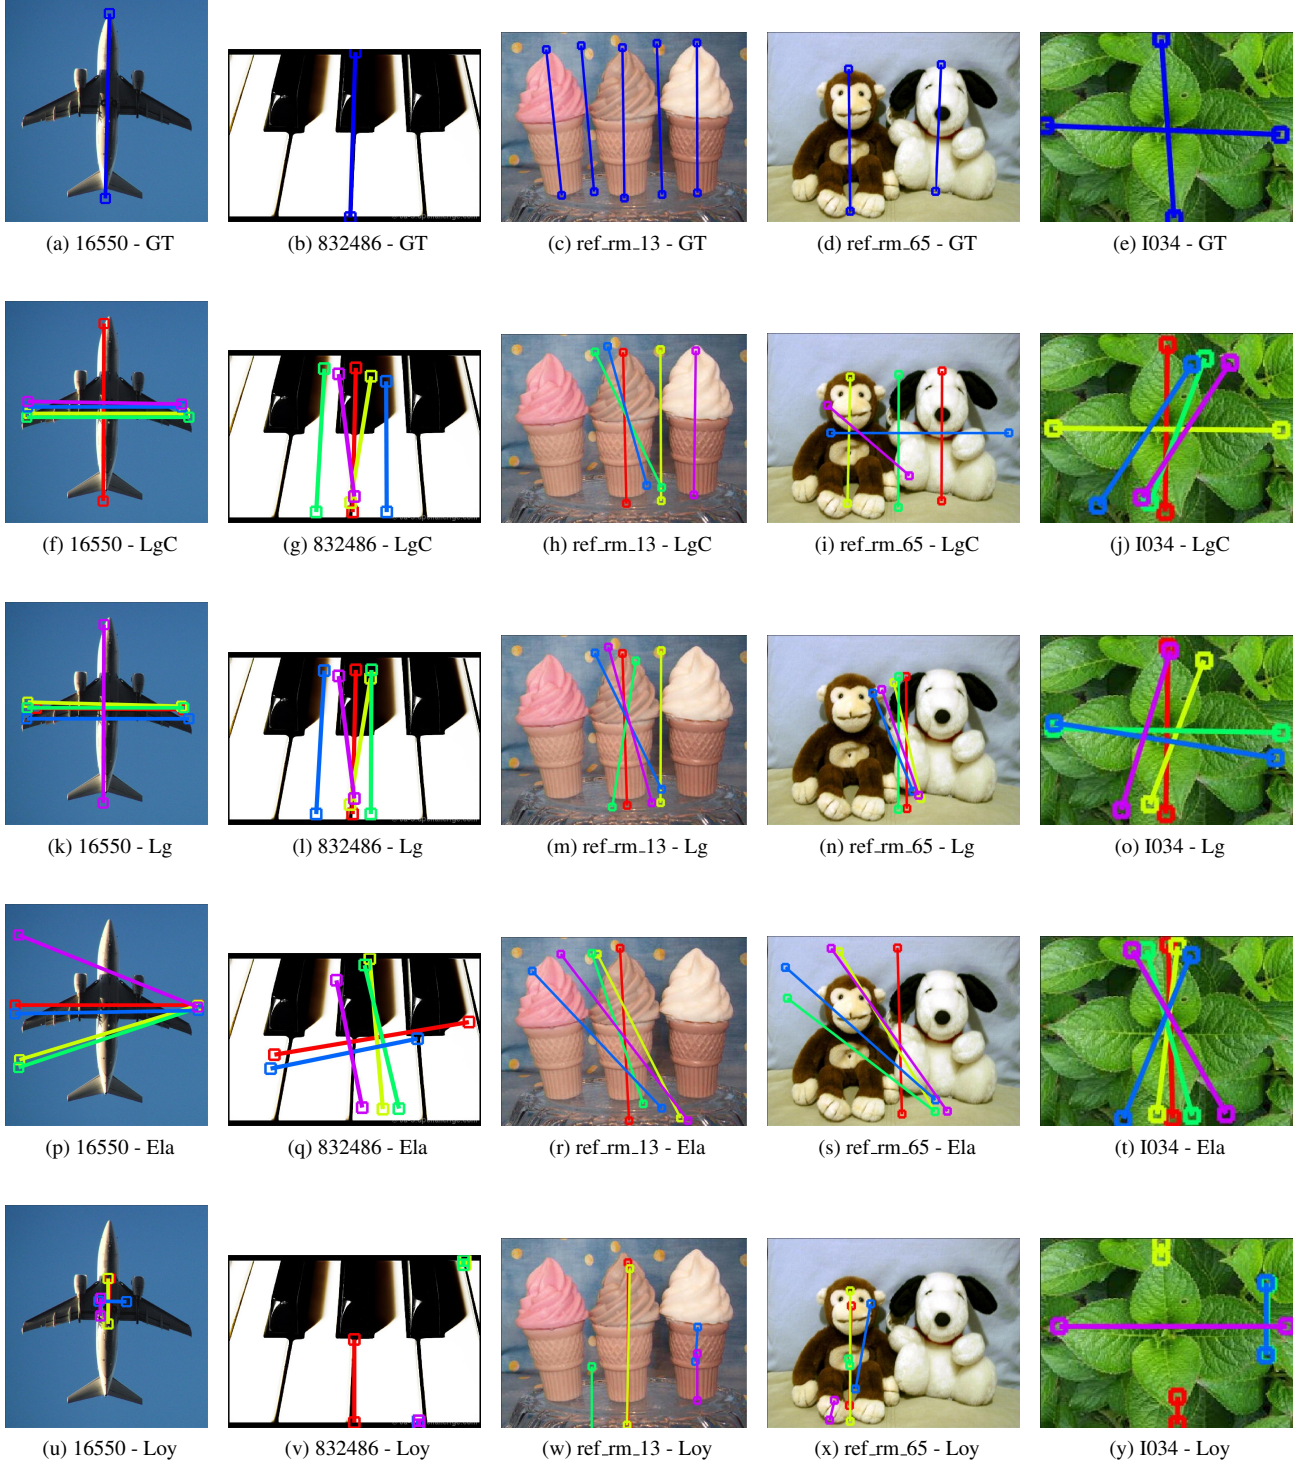 (a) 16550 - GT
(b) 832486 - GT
(c) ref_rm_13 - GT
(d) ref_rm_65 - GT
(e) I034 - GT
(f) 16550 - LgC
(g) 832486 - LgC
(h) ref_rm_13 - LgC
(i) ref_rm_65 - LgC
(j) I034 - LgC
(k) 16550 - Lg
(l) 832486 - Lg
(m) ref_rm_13 - Lg
(n) ref_rm_65 - Lg
(o) I034 - Lg
(p) 16550 - Ela
(q) 832486 - Ela
(r) ref_rm_13 - Ela
(s) ref_rm_65 - Ela
(t) I034 - Ela
(u) 16550 - Loy
(v) 832486 - Loy
(w) ref_rm_13 - Loy
(x) ref_rm_65 - Loy
(y) I034 - Loy